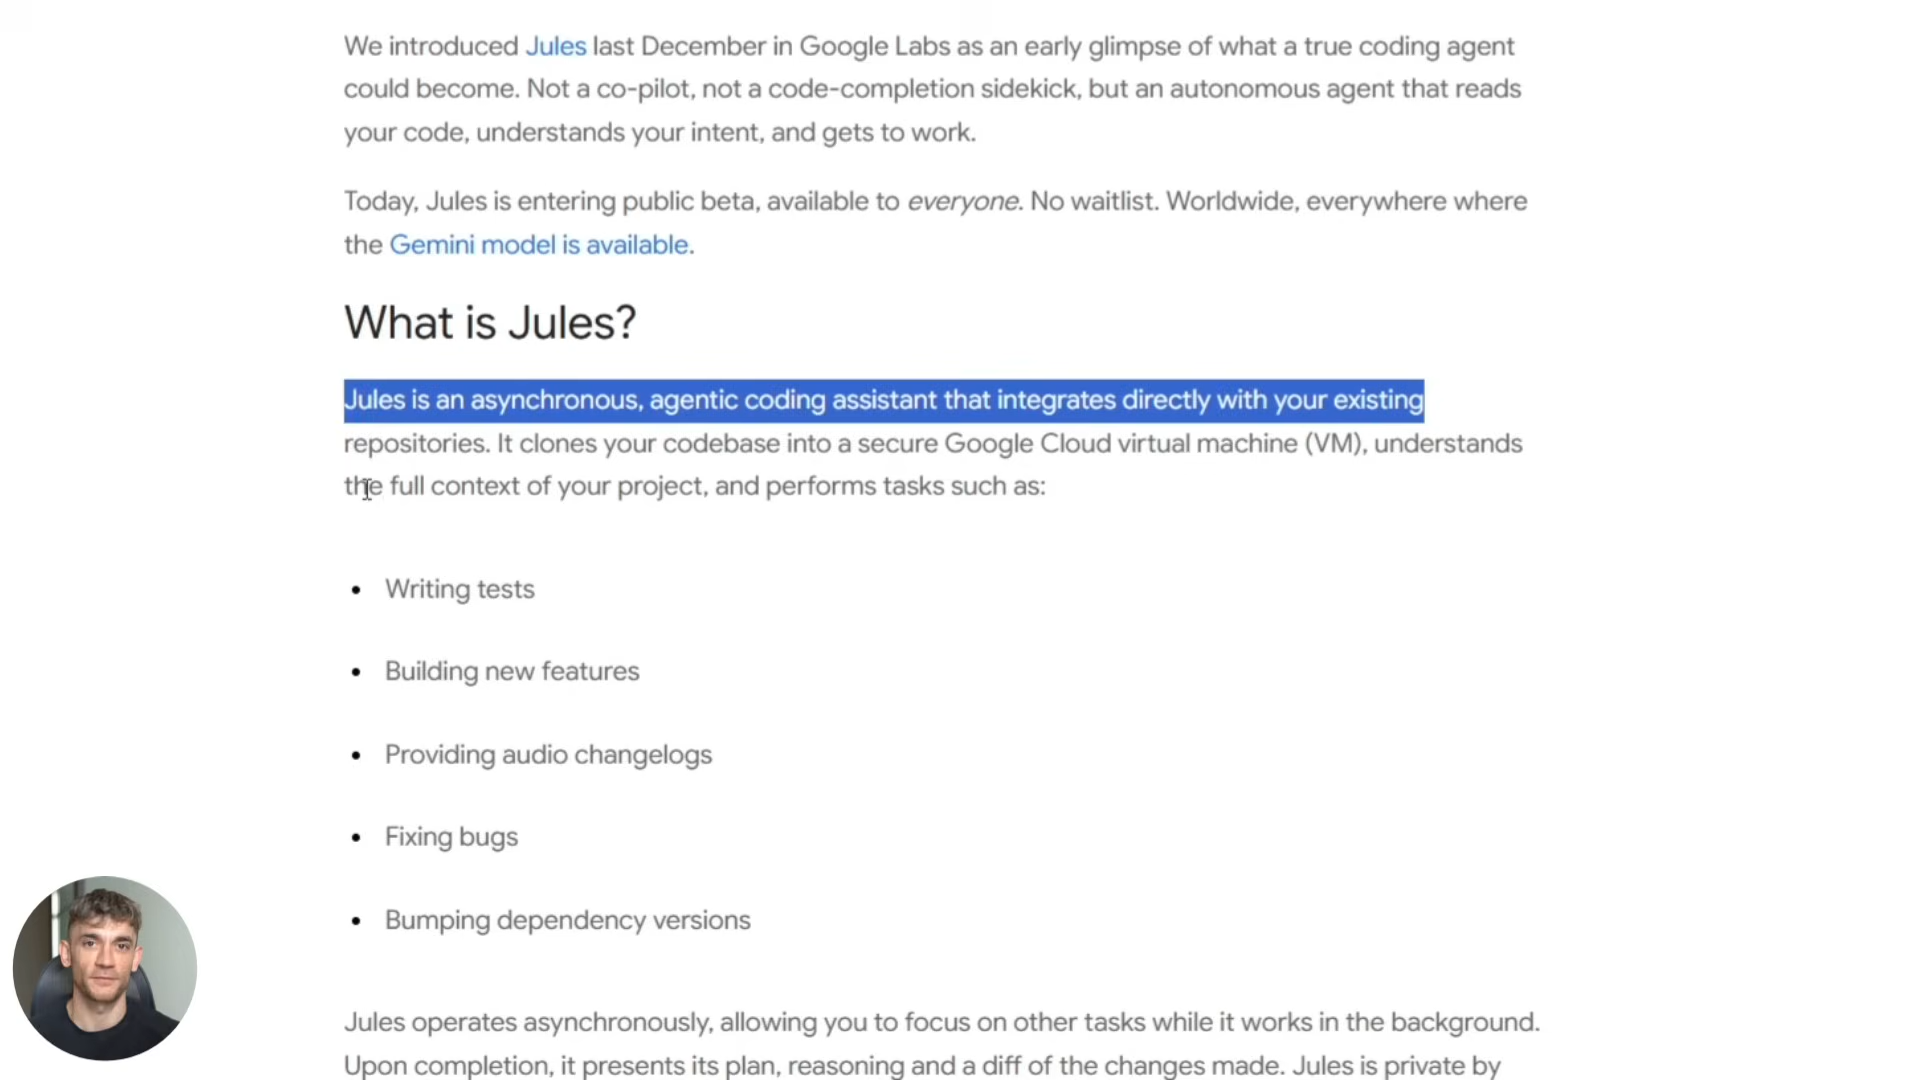 We introduced Jules last December in Google Labs as an early glimpse of what a true coding agent
could become. Not a co-pilot, not a code-completion sidekick, but an autonomous agent that reads
your code, understands your intent, and gets to work.
Today, Jules is entering public beta, available to everyone. No waitlist. Worldwide, everywhere where
the Gemini model is available.
What is Jules?
Jules is an asynchronous, agentic coding assistant that integrates directly with your existing
repositories. It clones your codebase into a secure Google Cloud virtual machine (VM), understands
the full context of your project, and performs tasks such as:
• Writing tests
• Building new features
• Providing audio changelogs
• Fixing bugs
• Bumping dependency versions
Jules operates asynchronously, allowing you to focus on other tasks while it works in the background.
Upon completion, it presents its plan, reasoning and a diff of the changes made. Jules is private by